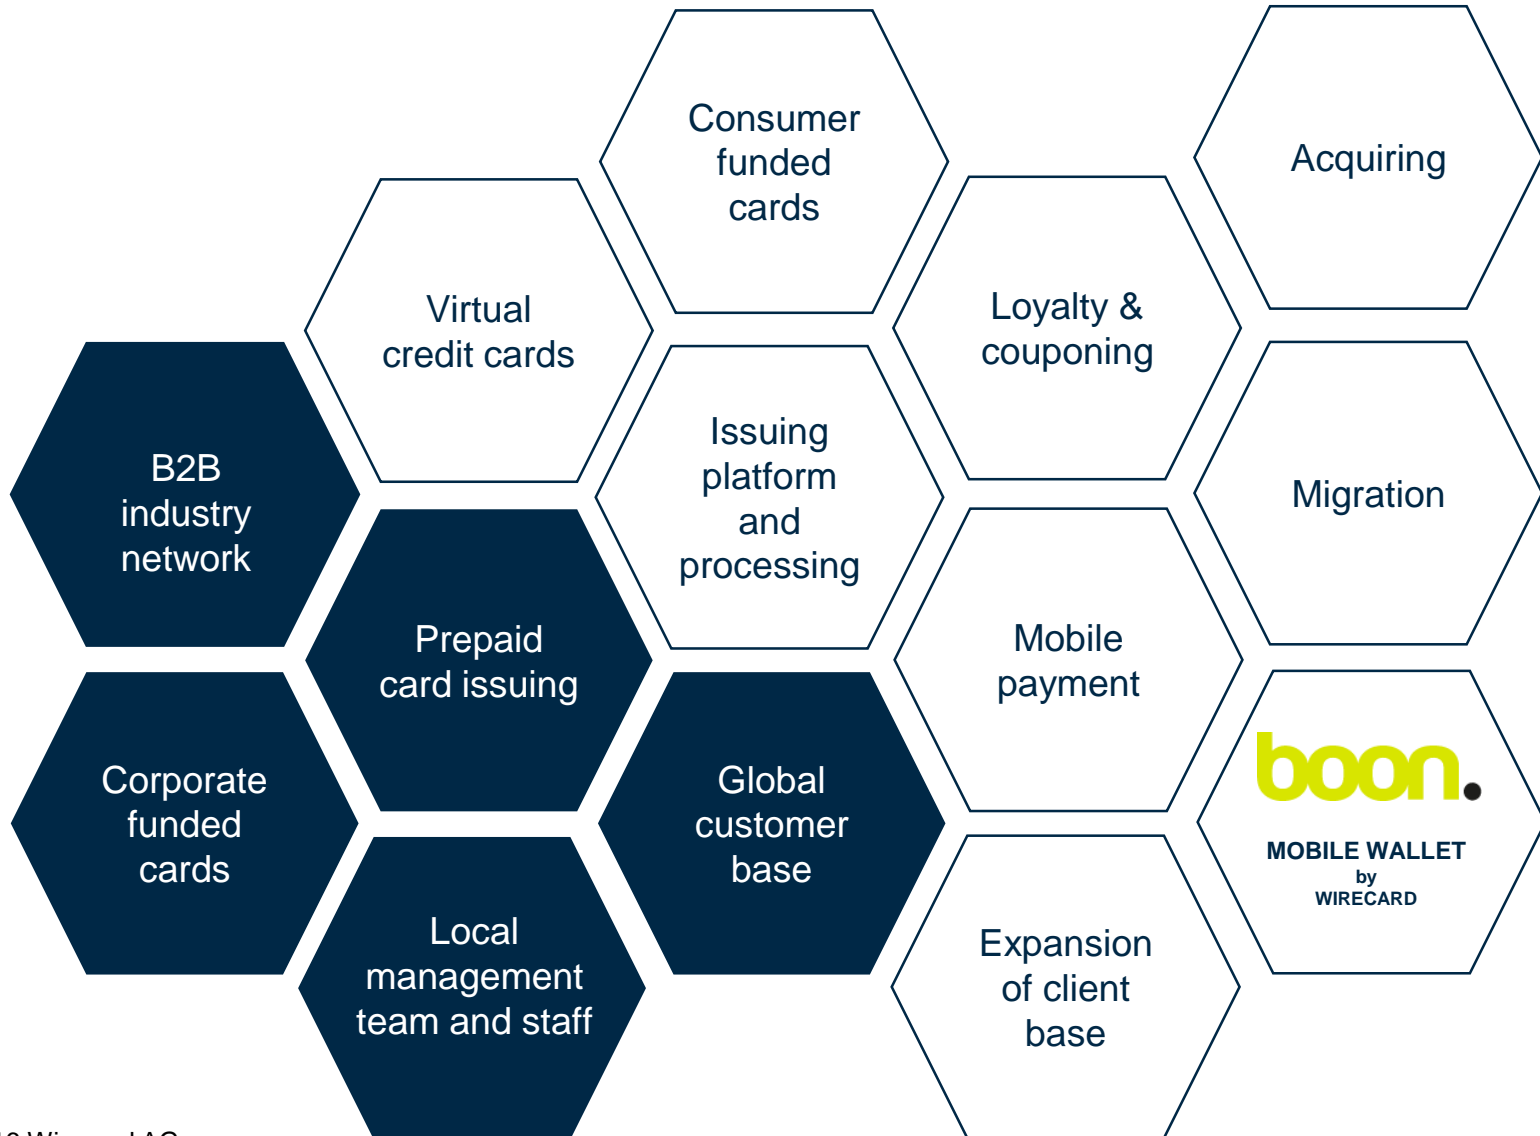 Consumer
funded
cards
Acquiring
Virtual
credit cards
Loyalty &
couponing
B2B
industry
network
Issuing
platform
and
processing
Migration
Prepaid
card issuing
Mobile
payment
Corporate
funded
cards
Global
customer
base
boon.
MOBILE WALLET
by
WIRECARD
Local
management
team and staff
Expansion
of client
base